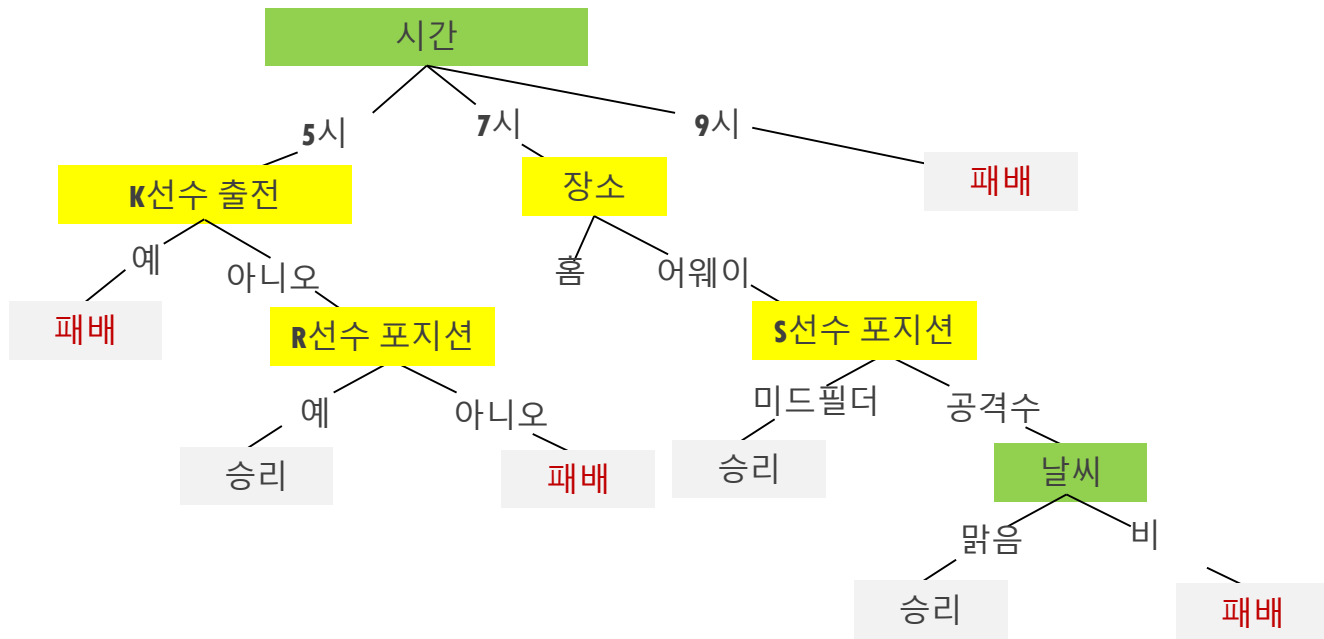 시간
5시
7시
9시
K선수 출전
장소
패배
예
아니오
홈
어웨이
패배
R선수 포지션
S선수 포지션
예
아니오
미드필더
공격수
승리
패배
승리
날씨
맑음
비
승리
패배